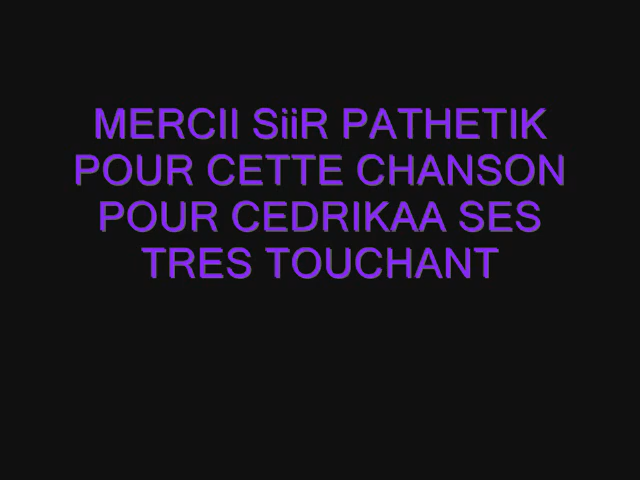 MERCII SiiR PATHETIK
POUR CETTE CHANSON
POUR CEDRIKAA SES
TRES TOUCHANT